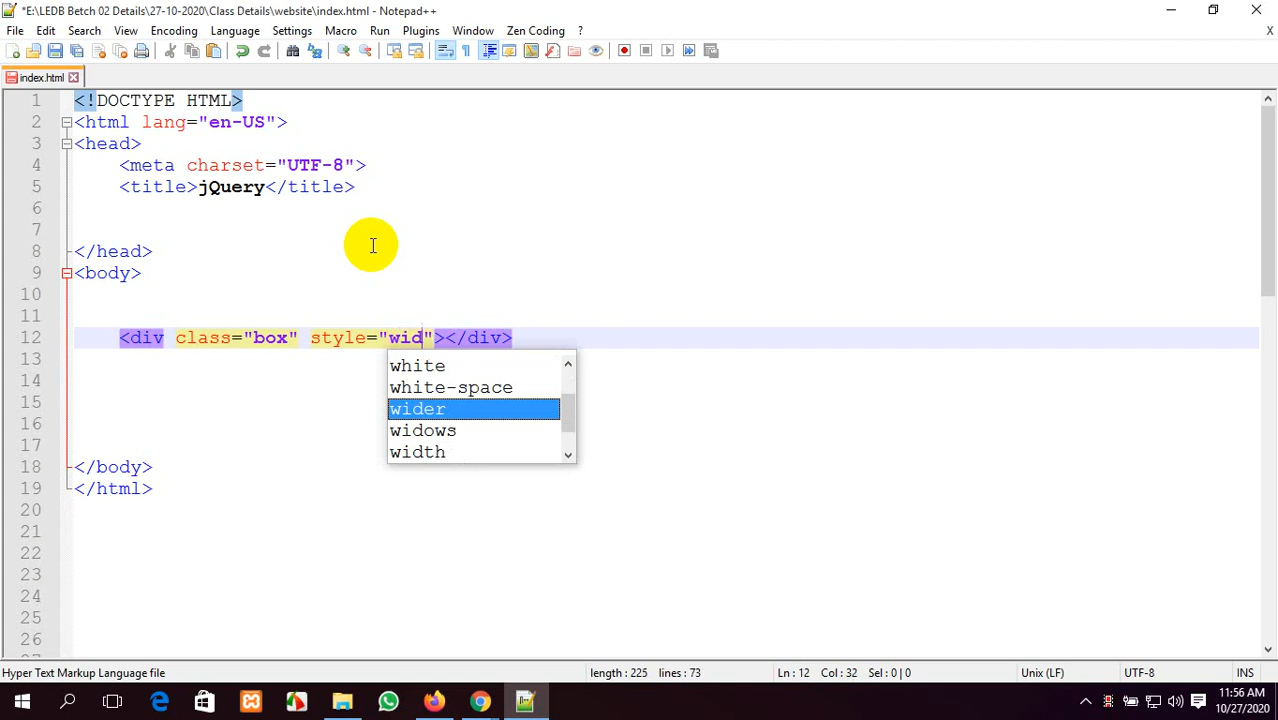 *E:\LEDB Betch 02 Details\27-10-2020\Class Details\website\index.html - Notepad++
File Edit Search View Encoding Language Settings Macro Run Plugins Window Zen Coding ? X
index.html
1 <!DOCTYPE HTML>
2 <html lang="en-US">
3 <head>
4 <meta charset="UTF-8">
5 <title>jQuery</title>
6
7
8 </head>
9 <body>
10
11
12 <div class="box" style="wid"></div>
13
white
14
white-space
15
wider
16
widows
17
width
18 </body>
19 </html>
20
21
22
23
24
25
26
Hyper Text Markup Language file length : 225 lines : 73 Ln : 12 Col : 32 Sel : 0 | 0 Unix (LF) UTF-8 INS
11:56 AM
10/27/2020